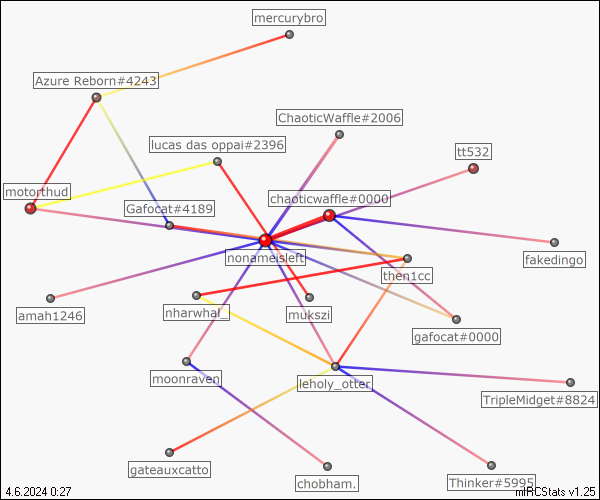 mercurybro
Azure Reborn#4243
ChaoticWaffle#2006
lucas das oppai#2396
tt532
motorthud
chaoticwaffle#0000
Gafocat#4189
nonameisleft
fakedingo
then1cc
amah1246
nharwhal_
mukszi
gafocat#0000
moonraven
leholy_otter
TripleMidget#8824
gateauxcatto
chobham.
Thinker#5995
4.6.2024 0:27
mIRCStats v1.25